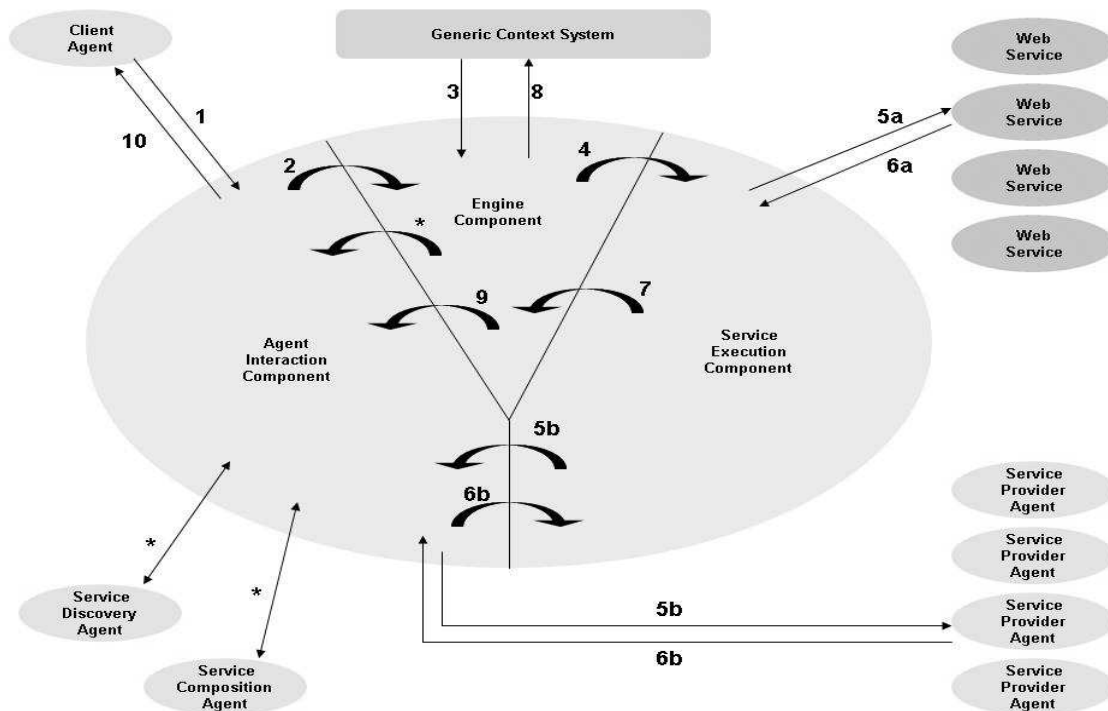 Client
Agent
Generic Context System
Web
Service
Web
Service
Web
Service
Web
Service
1
10
3
8
5a
6a
2
4
Engine
Component
*
9
7
Agent
Interaction
Component
Service
Execution
Component
5b
6b
*
*
Service
Discovery
Agent
Service
Composition
Agent
5b
6b
Service
Provider
Agent
Service
Provider
Agent
Service
Provider
Agent
Service
Provider
Agent